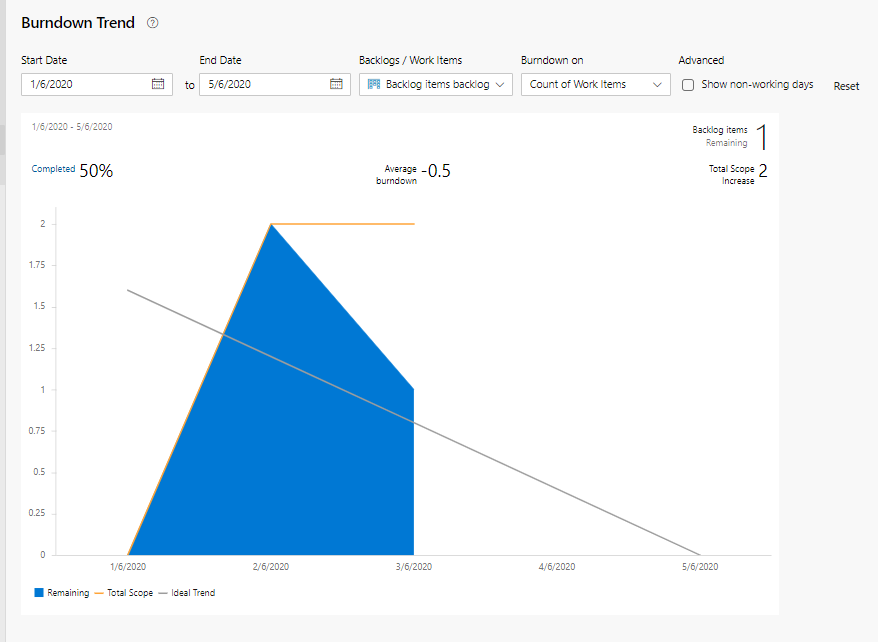 Burndown Trend ?
Start Date End Date Backlogs / Work Items Burndown on Advanced
1/6/2020 to 5/6/2020 Backlog items backlog Count of Work Items Show non-working days Reset
1/6/2020 - 5/6/2020
Backlog items
Remaining
1
Completed 50%
Average
burndown
-0.5
Total Scope
Increase
2
2
1.75
1.5
1.25
1
0.75
0.5
0.25
0
1/6/2020 2/6/2020 3/6/2020 4/6/2020 5/6/2020
Remaining Total Scope Ideal Trend